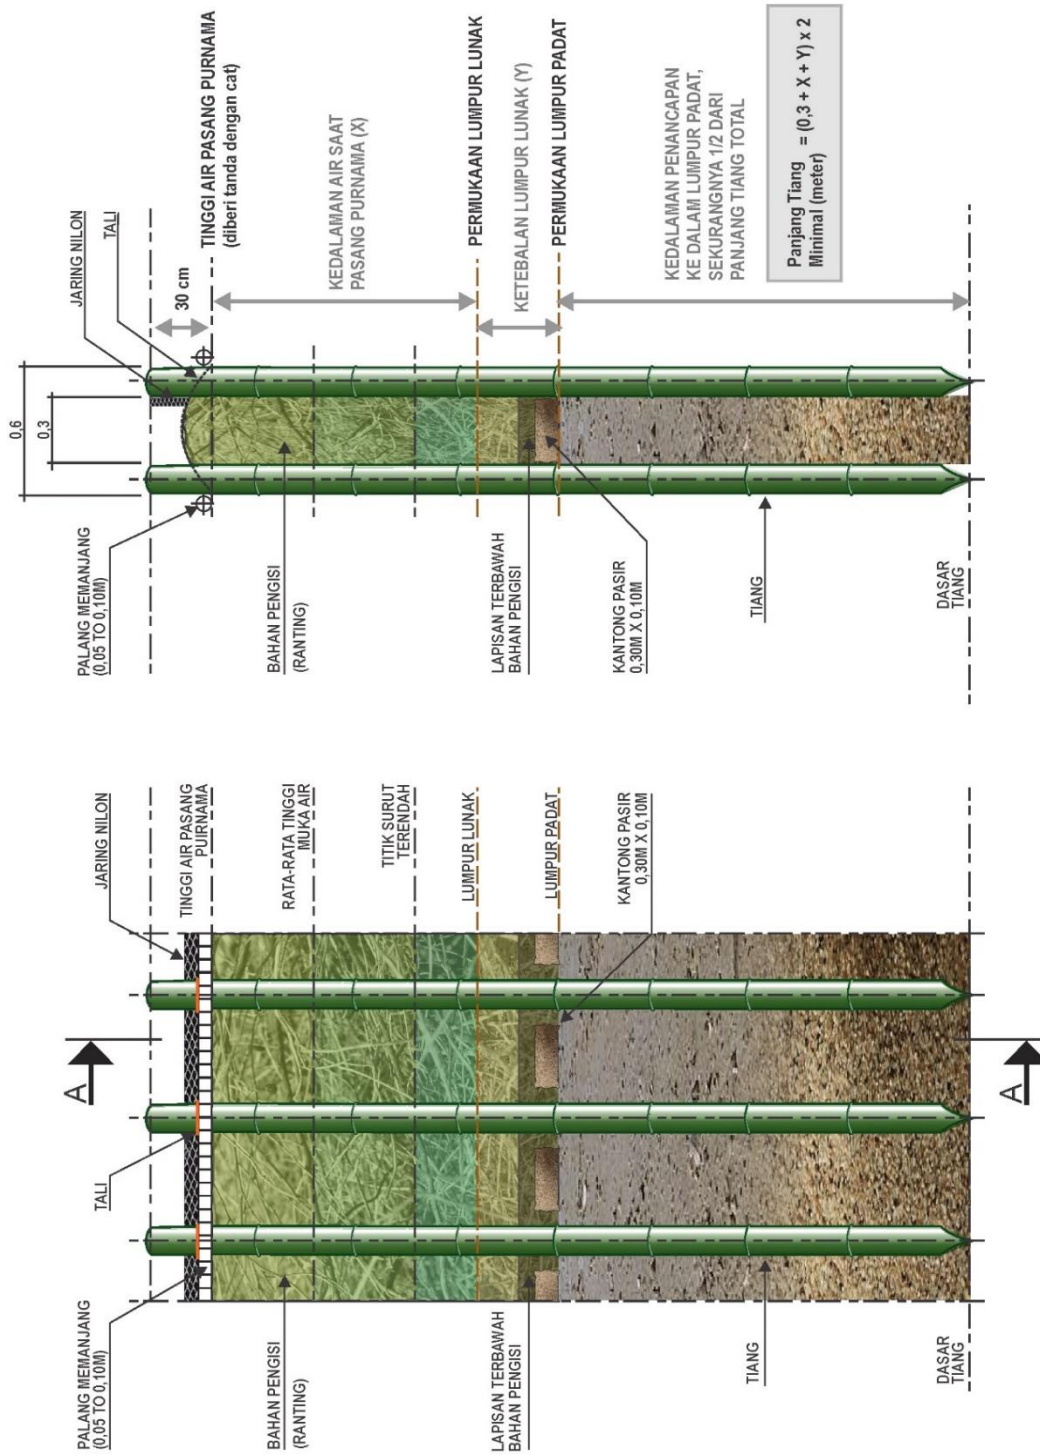 PALANG MEMANJANG
(0,05 TO 0,10M)
TALI
JARING NILON
TINGGI AIR PASANG
PUIRNAMA
RATA-RATA TINGGI
MUKA AIR
TITIK SURUT
TERENDAH
LUMPUR LUNAK
LUMPUR PADAT
KANTONG PASIR
0,30M X 0,10M
BAHAN PENGISI
(RANTING)
LAPISAN TERBAWAH
BAHAN PENGISI
TIANG
DASAR
TIANG
A
A
PALANG MEMANJANG
(0,05 TO 0,10M)
0,6
0,3
JARING NILON
TALI
30 cm
TINGGI AIR PASANG PURNAMA
(diberi tanda dengan cat)
KEDALAMAN AIR SAAT
PASANG PURNAMA (X)
PERMUKAAN LUMPUR LUNAK
KETEBALAN LUMPUR LUNAK (Y)
PERMUKAAN LUMPUR PADAT
KEDALAMAN PENANCAPAN
KE DALAM LUMPUR PADAT,
SEKURANGNYA 1/2 DARI
PANJANG TIANG TOTAL
Panjang Tiang
Minimal (meter) = (0,3 + X + Y) x 2
BAHAN PENGISI
(RANTING)
LAPISAN TERBAWAH
BAHAN PENGISI
KANTONG PASIR
0,30M X 0,10M
TIANG
DASAR
TIANG